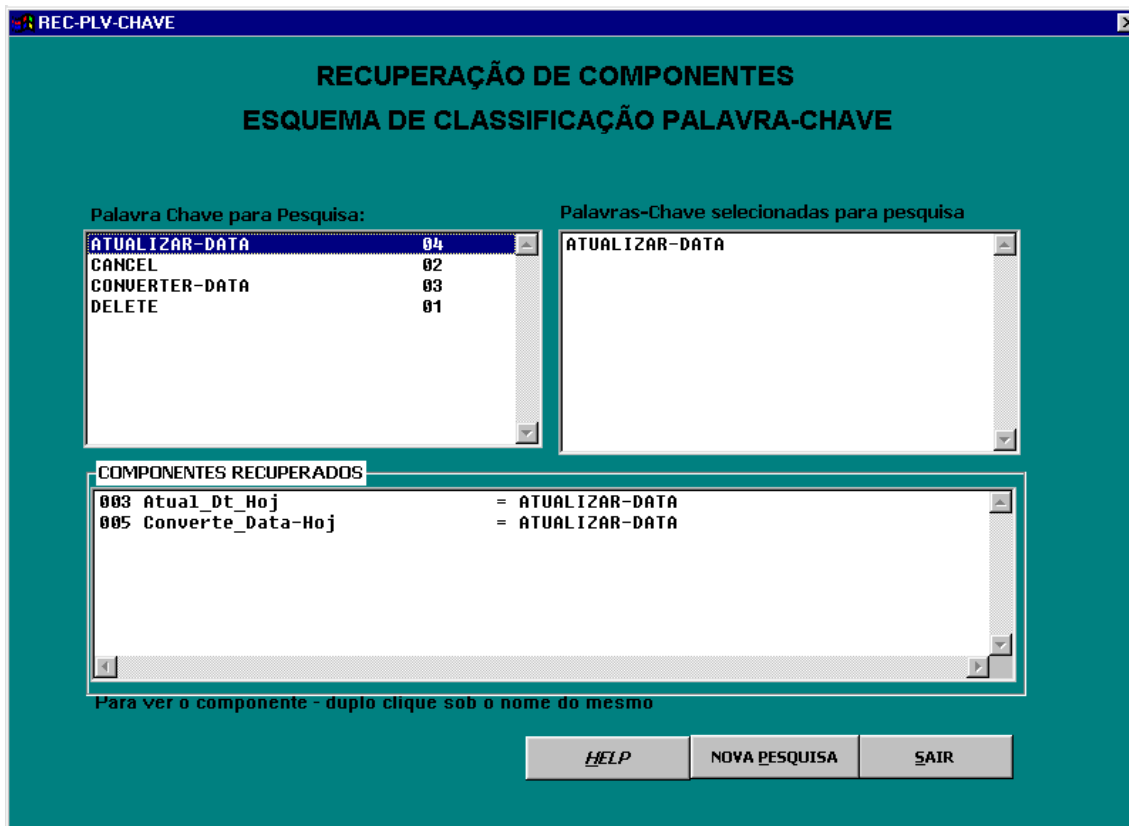 REC-PLV-CHAVE
RECUPERAÇÃO DE COMPONENTES
ESQUEMA DE CLASSIFICAÇÃO PALAVRA-CHAVE
Palavra Chave para Pesquisa:
ATUALIZAR-DATA 04
CANCEL 02
CONVERTER-DATA 03
DELETE 01
Palavras-Chave selecionadas para pesquisa
ATUALIZAR-DATA
COMPONENTES RECUPERADOS
003 Atual_Dt_Hoj = ATUALIZAR-DATA
005 Converte_Data-Hoj = ATUALIZAR-DATA
Para ver o componente - duplo clique sob o nome do mesmo
HELP
NOVA PESQUISA
SAIR